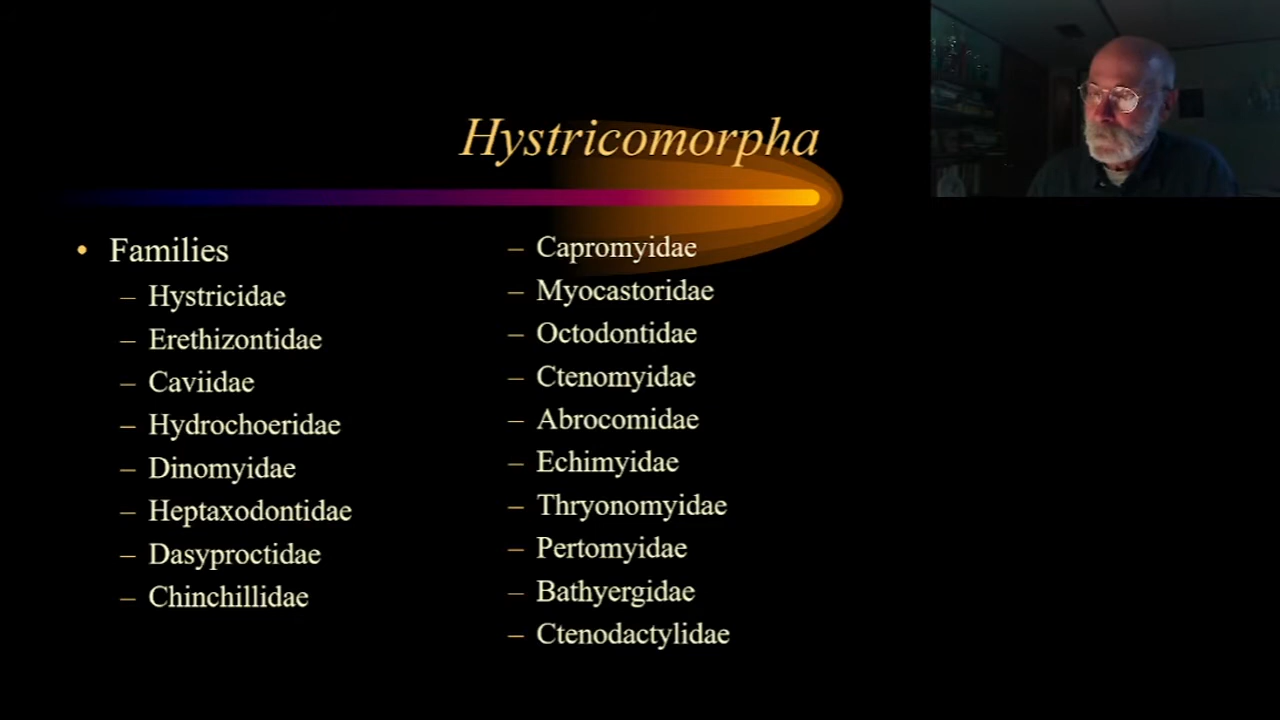 Hystricomorpha
• Families
– Hystricidae
– Erethizontidae
– Caviidae
– Hydrochoeridae
– Dinomyidae
– Heptaxodontidae
– Dasyproctidae
– Chinchillidae
– Capromyidae
– Myocastoridae
– Octodontidae
– Ctenomyidae
– Abrocomidae
– Echimyidae
– Thryonomyidae
– Pertomyidae
– Bathyergidae
– Ctenodactylidae